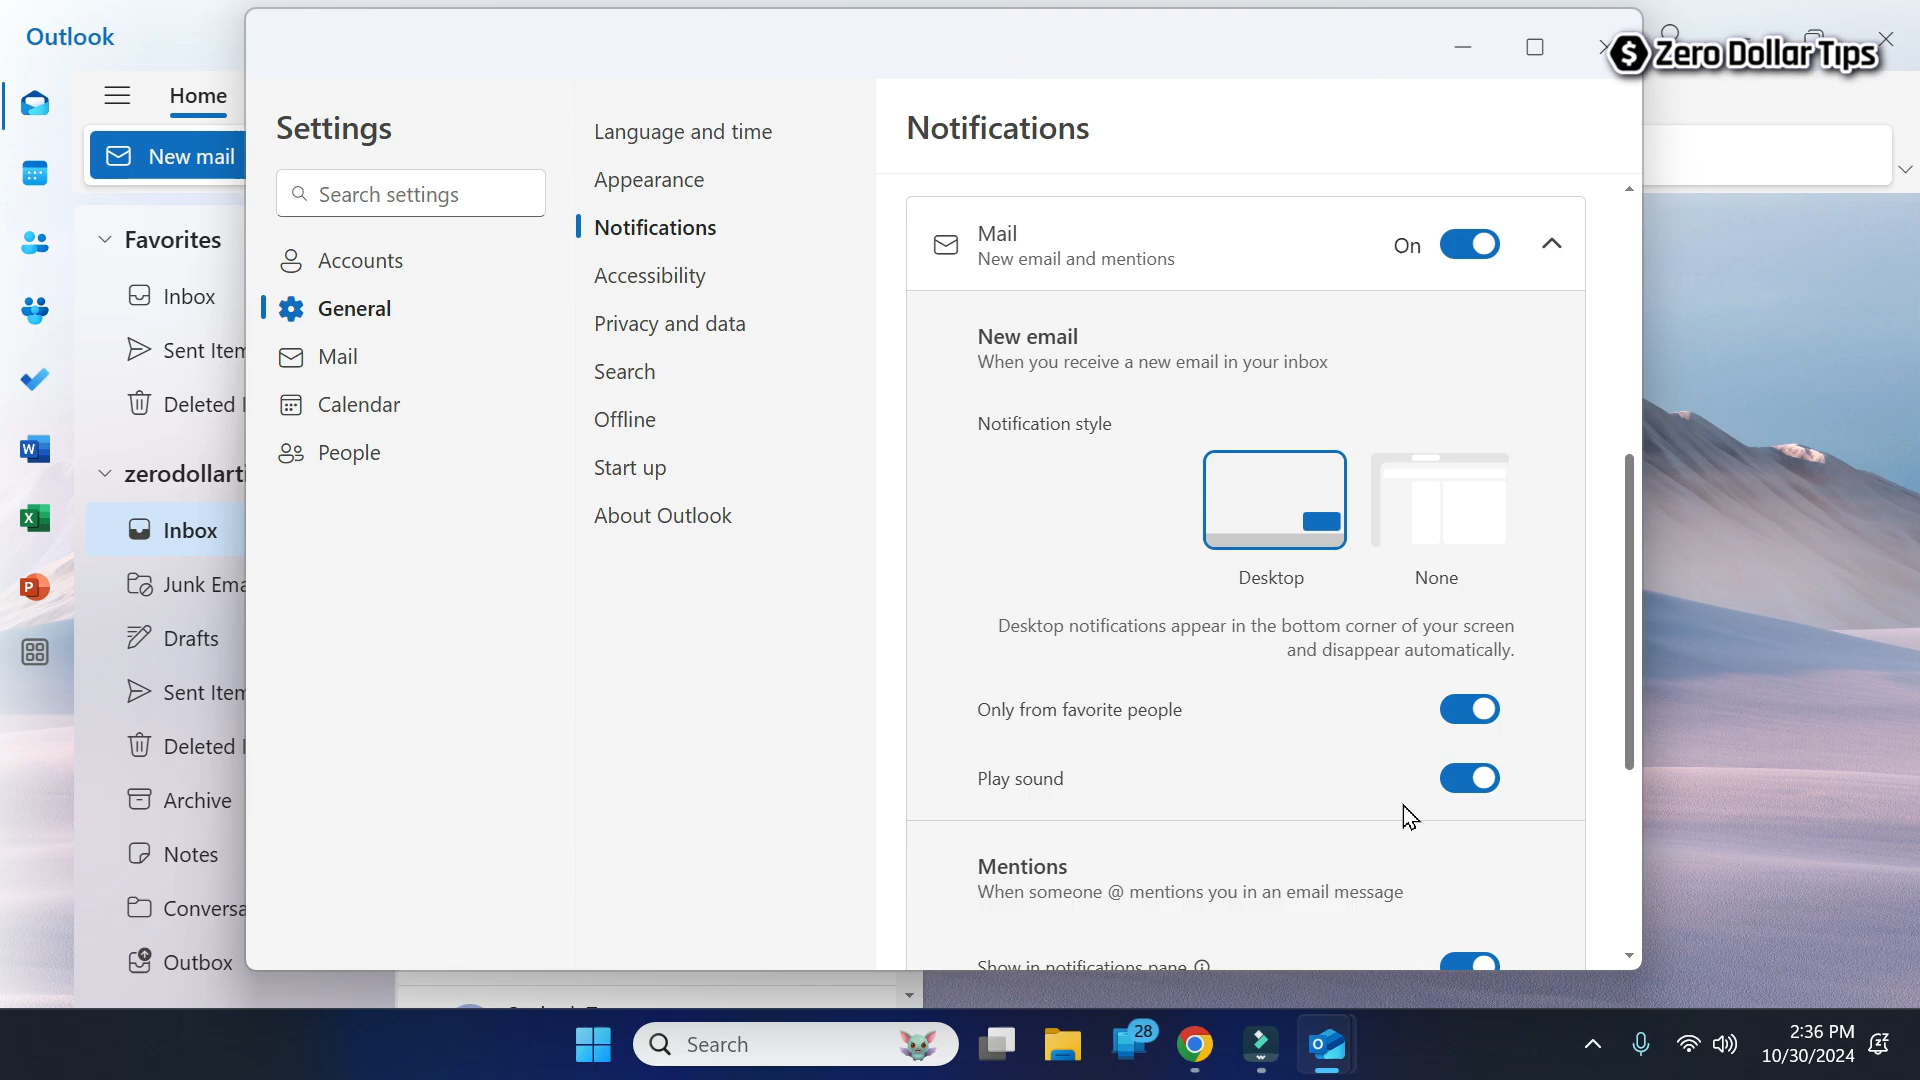 Outlook
$ Zero Dollar Tips
Home
New mail
Favorites
Inbox
Sent Item
Deleted I
zerodollarti
Inbox
Junk Ema
Drafts
Sent Item
Deleted I
Archive
Notes
Conversa
Outbox
Settings
Search settings
Accounts
General
Mail
Calendar
People
Language and time
Appearance
Notifications
Accessibility
Privacy and data
Search
Offline
Start up
About Outlook
Notifications
Mail
New email and mentions
On
New email
When you receive a new email in your inbox
Notification style
Desktop
None
Desktop notifications appear in the bottom corner of your screen
and disappear automatically.
Only from favorite people
Play sound
Mentions
When someone @ mentions you in an email message
Show in notifications pane
Search
28
2:36 PM
10/30/2024